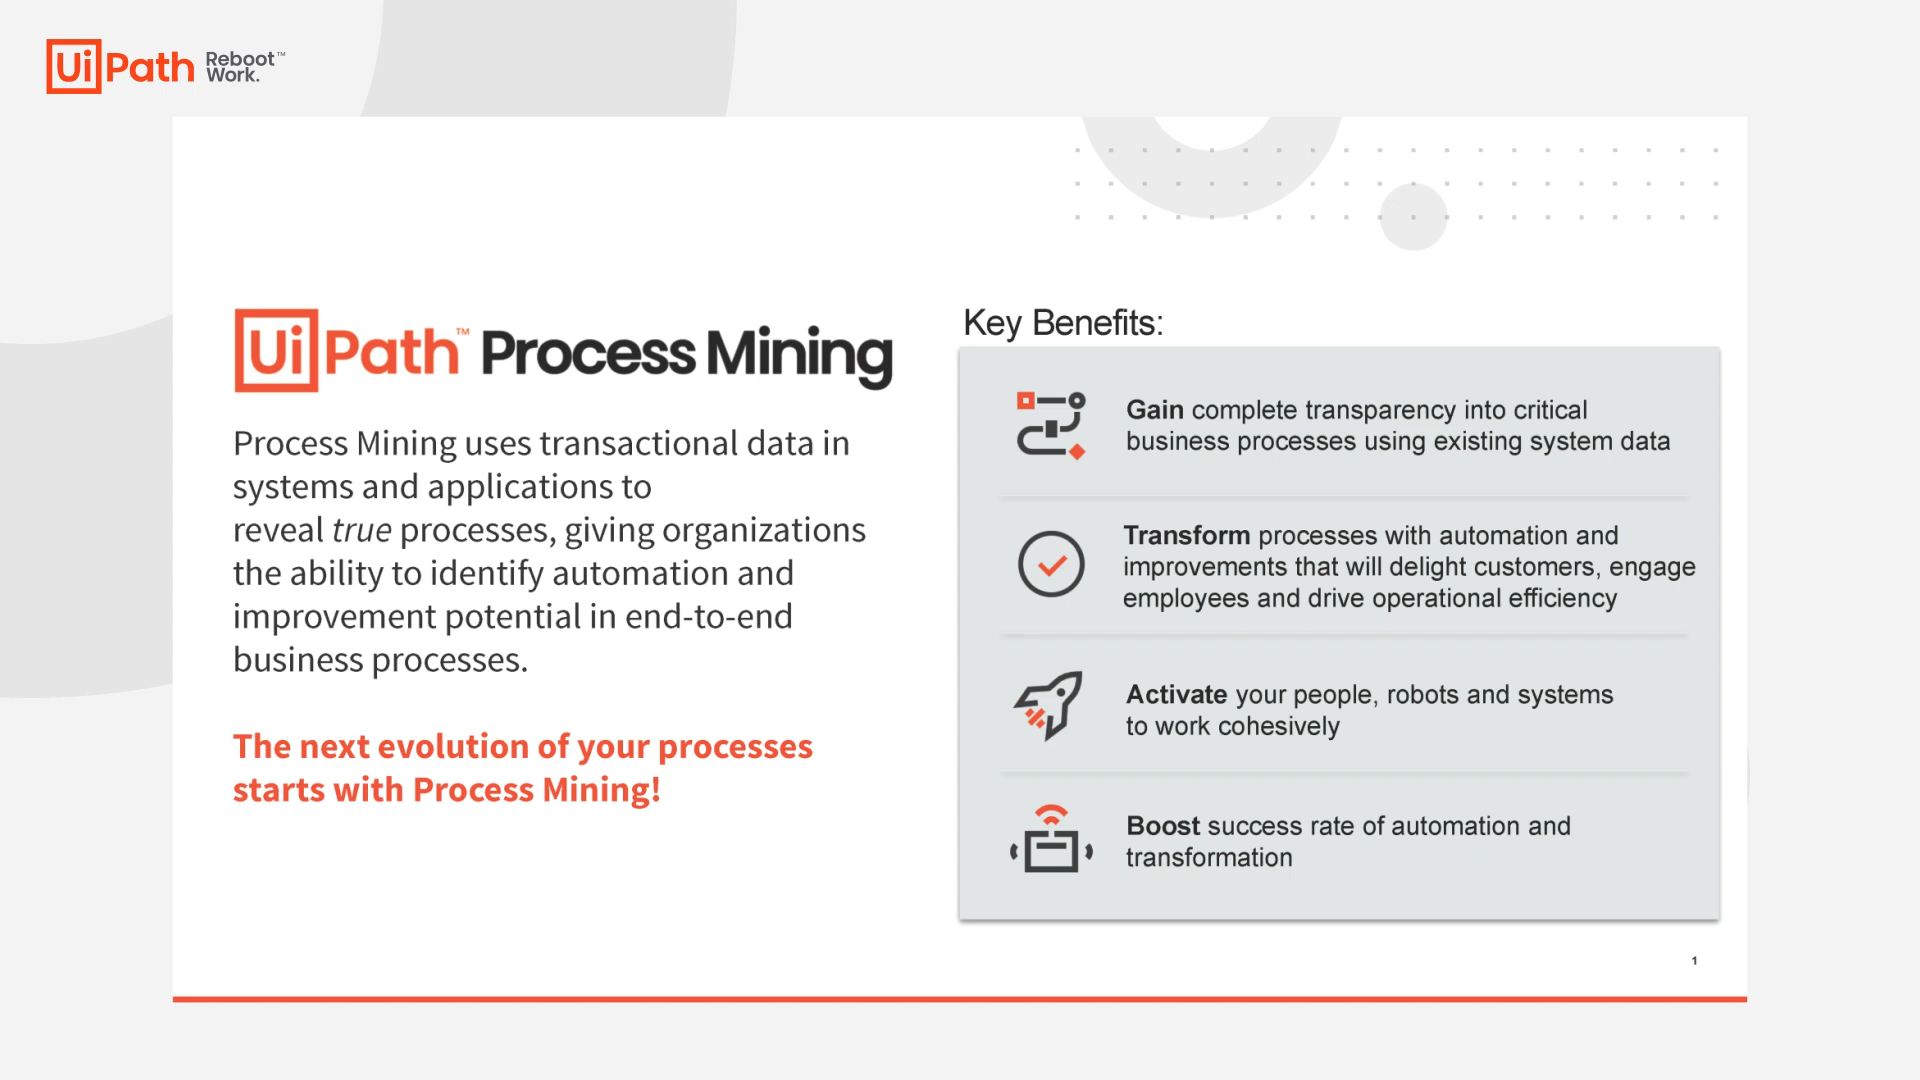 UiPath Reboot™
Work.
UiPath™ Process Mining
Process Mining uses transactional data in
systems and applications to
reveal true processes, giving organizations
the ability to identify automation and
improvement potential in end-to-end
business processes.
The next evolution of your processes
starts with Process Mining!
Key Benefits:
Gain complete transparency into critical
business processes using existing system data
Transform processes with automation and
improvements that will delight customers, engage
employees and drive operational efficiency
Activate your people, robots and systems
to work cohesively
Boost success rate of automation and
transformation
1